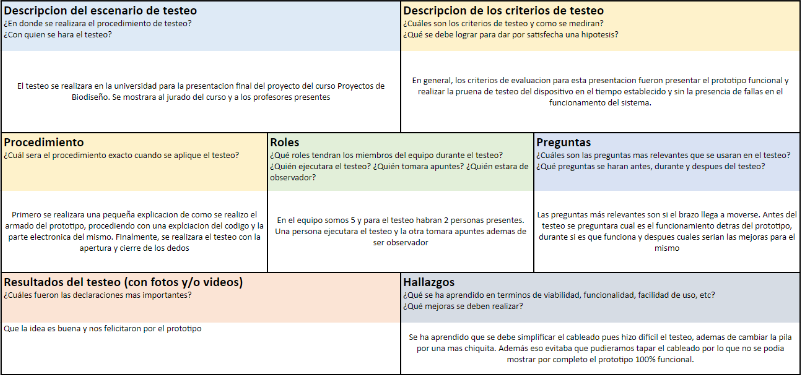 Descripcion del escenario de testeo
¿En donde se realizara el procedimiento de testeo?
¿Con quien se hara el testeo?
Descripcion de los criterios de testeo
¿Cuáles son los criterios de testeo y como se mediran?
¿Qué se debe lograr para dar por satisfecha una hipotesis?
El testeo se realizara en la universidad para la presentacion final del proyecto del curso Proyectos de
Biodiseño. Se mostrara al jurado del curso y a los profesores presentes
En general, los criterios de evaluacion para esta presentacion fueron presentar el prototipo funcional y
realizar la pruena de testeo del dispositivo en el tiempo establecido y sin la presencia de fallas en el
funcionamento del sistema.
Procedimiento
¿Cuál sera el procedimiento exacto cuando se aplique el testeo?
Roles
¿Qué roles tendran los miembros del equipo durante el testeo?
¿Quién ejecutara el testeo? ¿Quién tomara apuntes? ¿Quién estara de
observador?
Preguntas
¿Cuáles son las preguntas mas relevantes que se usaran en el testeo?
¿Qué preguntas se haran antes, durante y despues del testeo?
Primero se realizara una pequeña explicacion de como se realizo el
armado del prototipo, procediendo con una explciacion del codigo y la
parte electronica del mismo. Finalmente, se realizara el testeo con la
apertura y cierre de los dedos
En el equipo somos 5 y para el testeo habran 2 personas presentes.
Una persona ejecutara el testeo y la otra tomara apuntes ademas de
ser observador
Las preguntas más relevantes son si el brazo llega a moverse. Antes del
testeo se preguntara cual es el funcionamiento detras del prototipo,
durante si es que funciona y despues cuales serian las mejoras para el
mismo
Resultados del testeo (con fotos y/o videos)
¿Cuáles fueron las declaraciones mas importantes?
Hallazgos
¿Qué se ha aprendido en terminos de viabilidad, funcionalidad, facilidad de uso, etc?
¿Qué mejoras se deben realizar?
Que la idea es buena y nos felicitaron por el prototipo
Se ha aprendido que se debe simplificar el cableado pues hizo dificil el testeo, ademas de cambiar la pila
por una mas chiquita. Además eso evitaba que pudieramos tapar el cableado por lo que no se podia
mostrar por completo el prototipo 100% funcional.